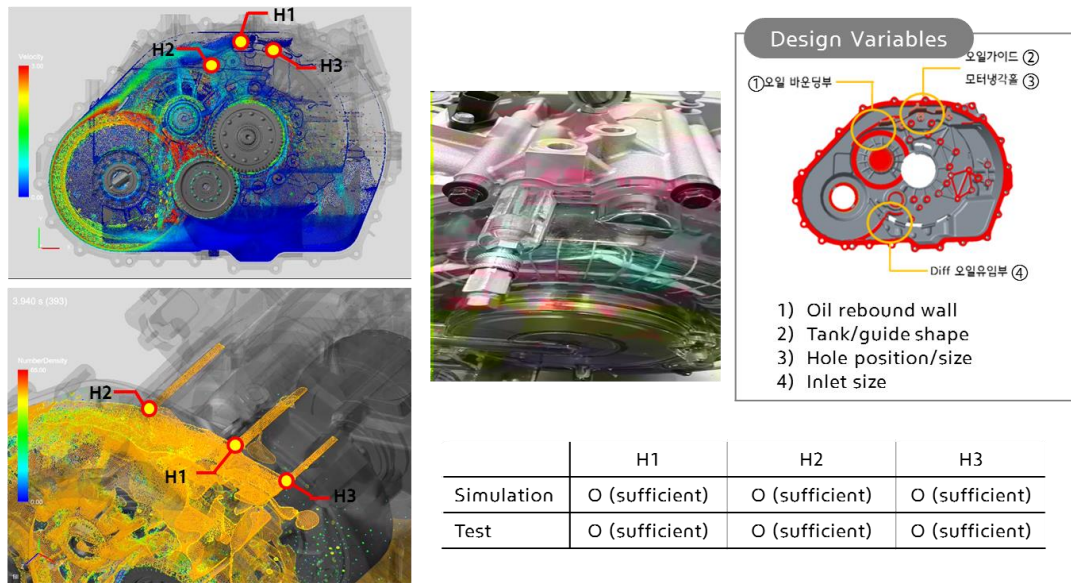 H1
H2
H3
Velocity
3.940 s (393)
NumberDensity
0.00
H2
H1
H3
Design Variables
오일가이드 ②
①오일 바운딩부
모터냉각홀 ③
Diff 오일유입부 ④
1) Oil rebound wall
2) Tank/guide shape
3) Hole position/size
4) Inlet size
H1 H2 H3
Simulation O (sufficient) O (sufficient) O (sufficient)
Test O (sufficient) O (sufficient) O (sufficient)